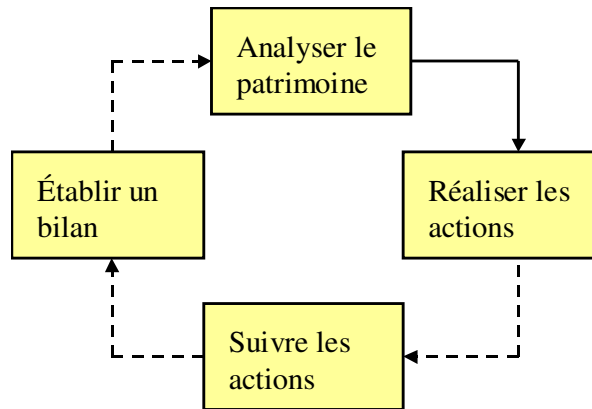 Analyser le
patrimoine
Réaliser les
actions
Suivre les
actions
Établir un
bilan